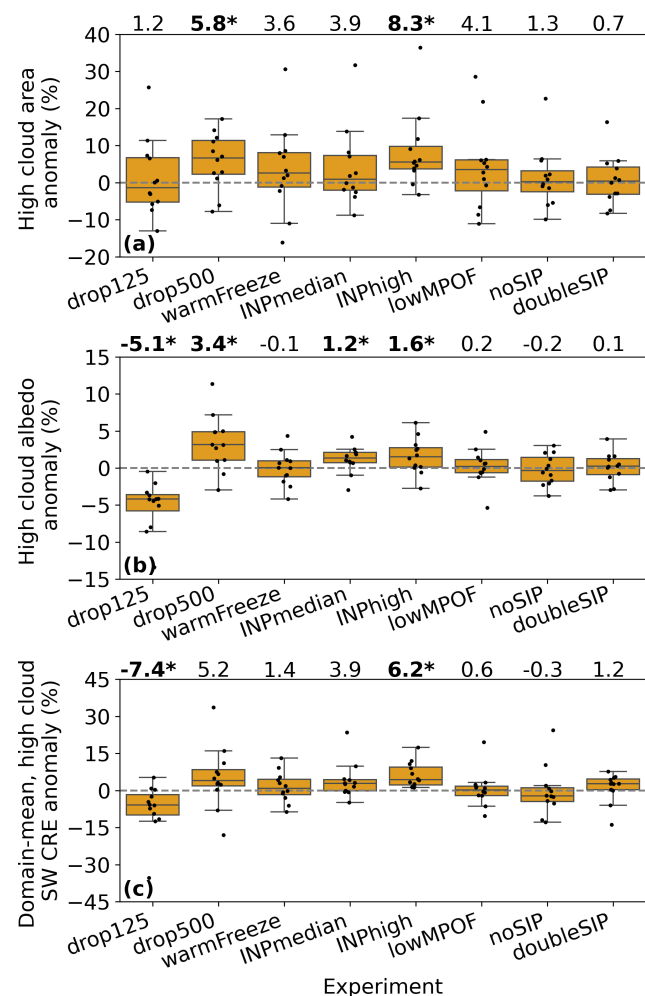 1.2 5.8* 3.6 3.9 8.3* 4.1 1.3 0.7
High cloud area
anomaly (%)
40
30
20
10
0
−10
−20
(a)
drop125 drop500 warmFreeze INPmedian INPhigh lowMPOF noSIP doubleSIP
-5.1* 3.4* -0.1 1.2* 1.6* 0.2 -0.2 0.1
High cloud albedo
anomaly (%)
15
10
5
0
−5
−10
−15
(b)
drop125 drop500 warmFreeze INPmedian INPhigh lowMPOF noSIP doubleSIP
-7.4* 5.2 1.4 3.9 6.2* 0.6 -0.3 1.2
Domain-mean, high cloud
SW CRE anomaly (%)
45
30
15
0
−15
−30
−45
(c)
drop125 drop500 warmFreeze INPmedian INPhigh lowMPOF noSIP doubleSIP
Experiment